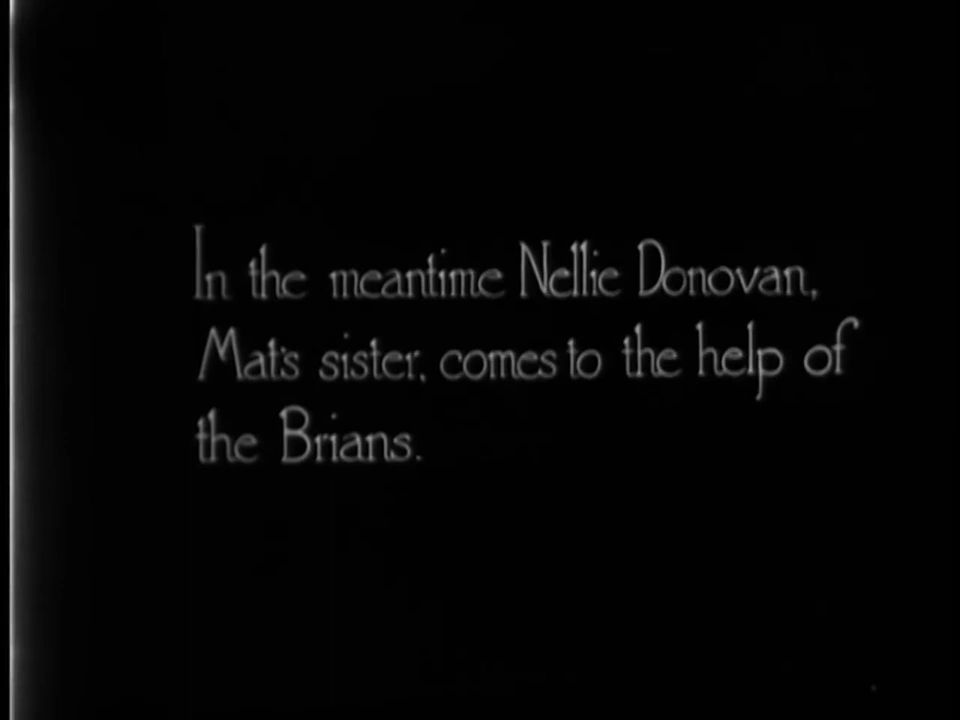 In the meantime Nellie Donovan,
Mat's sister, comes to the help of
the Brians.